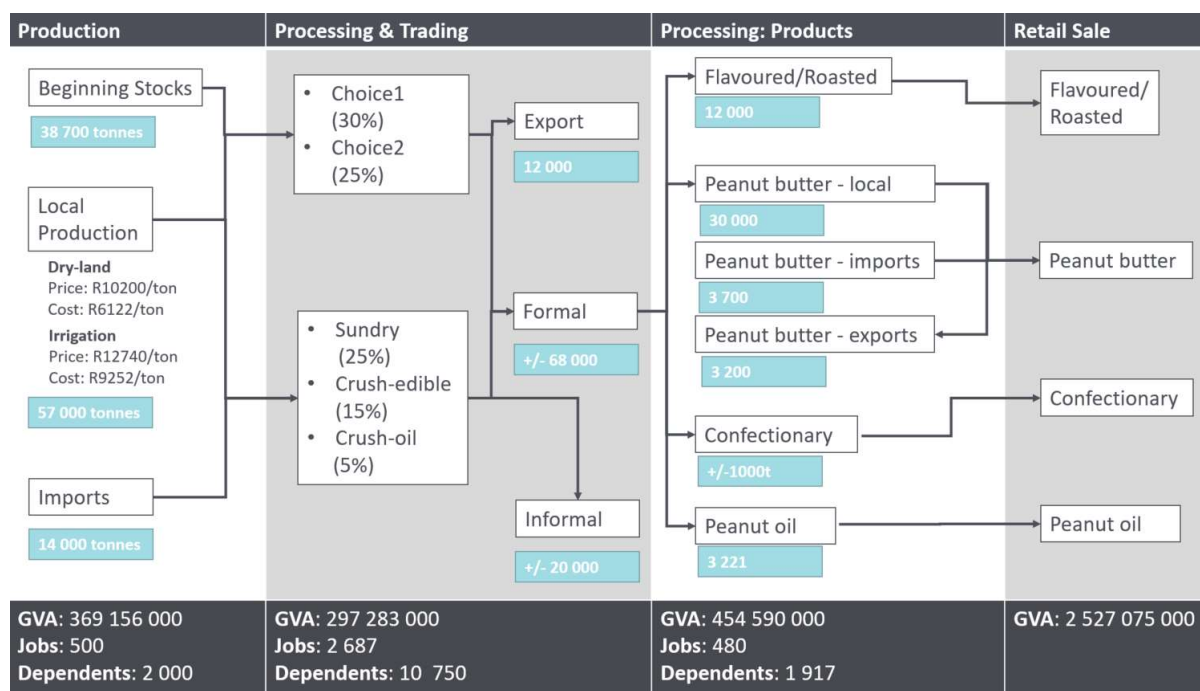 Production
Beginning Stocks
38 700 tonnes
Local
Production
Dry-land
Price: R10200/ton
Cost: R6122/ton
Irrigation
Price: R12740/ton
Cost: R9252/ton
57 000 tonnes
Imports
14 000 tonnes
GVA: 369 156 000
Jobs: 500
Dependents: 2 000
Processing & Trading
• Choice1
(30%)
• Choice2
(25%)
• Sundry
(25%)
• Crush-edible
(15%)
• Crush-oil
(5%)
Export
12 000
Formal
+/- 68 000
Informal
+/- 20 000
GVA: 297 283 000
Jobs: 2 687
Dependents: 10 750
Processing: Products
Flavoured/Roasted
12 000
Peanut butter - local
30 000
Peanut butter - imports
3 700
Peanut butter - exports
3 200
Confectionary
+/-1000t
Peanut oil
3 221
GVA: 454 590 000
Jobs: 480
Dependents: 1 917
Retail Sale
Flavoured/
Roasted
Peanut butter
Confectionary
Peanut oil
GVA: 2 527 075 000